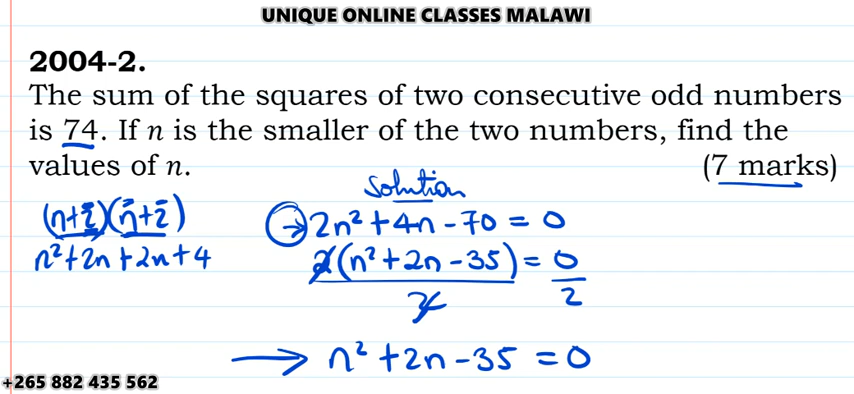 UNIQUE ONLINE CLASSES MALAWI
2004-2.
The sum of the squares of two consecutive odd numbers
is 74. If n is the smaller of the two numbers, find the
values of n. (7 marks)
Solution
(n+2)(n+2)
n²+2n+2n+4
→ 2n²+4n-70 = 0
2(n²+2n-35) = 0
2 2
→ n²+2n-35 = 0
+265 882 435 562